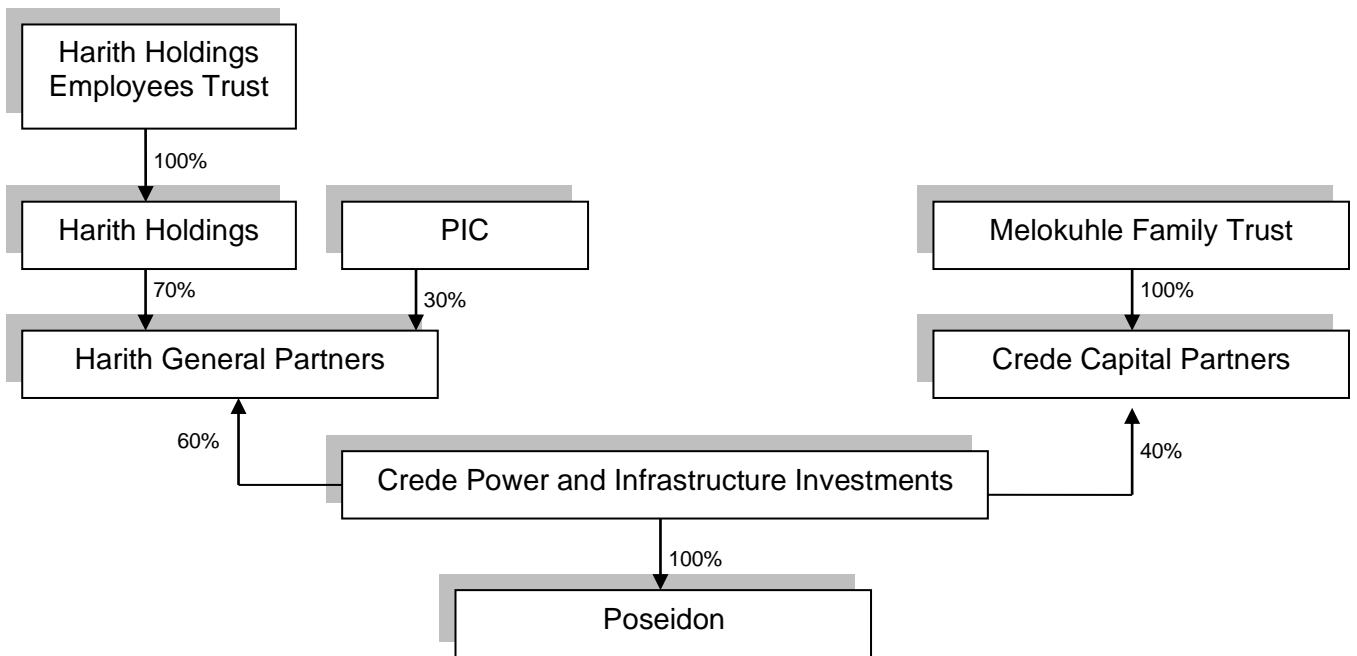 Harith Holdings
Employees Trust
100%
Harith Holdings
PIC
Melokuhle Family Trust
70%
30%
100%
Harith General Partners
Crede Capital Partners
60%
40%
Crede Power and Infrastructure Investments
100%
Poseidon